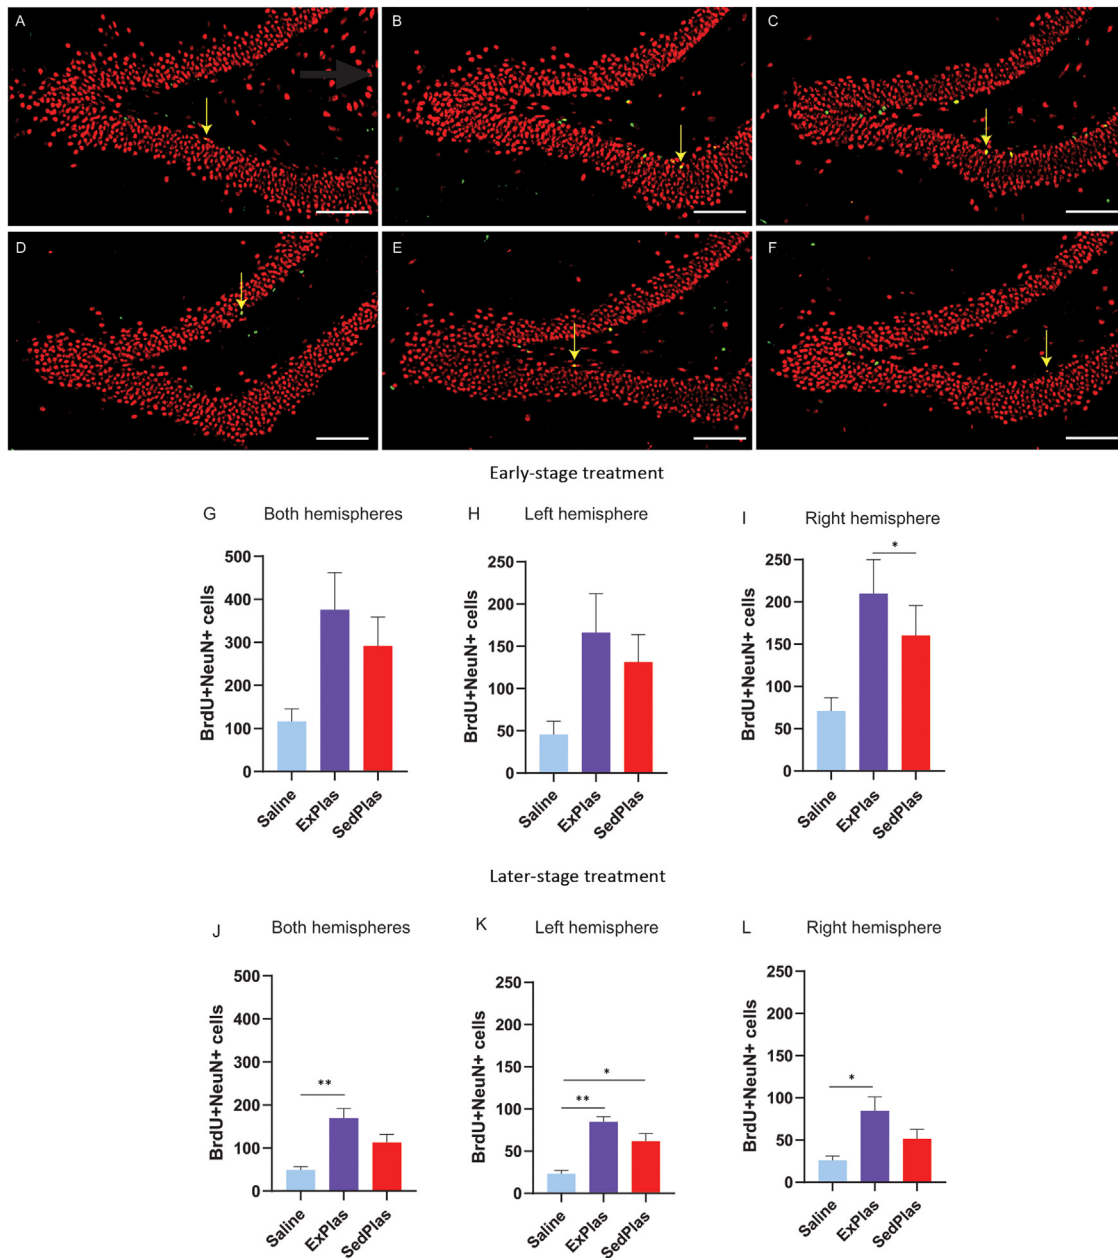 A B C
D E F
Early-stage treatment
G Both hemispheres H Left hemisphere I Right hemisphere
*
BrdU+NeuN+ cells
500
400
300
200
100
0
Saline ExPlas SedPlas
BrdU+NeuN+ cells
250
200
150
100
50
0
Saline ExPlas SedPlas
BrdU+NeuN+ cells
250
200
150
100
50
0
Saline ExPlas SedPlas
Later-stage treatment
J Both hemispheres K Left hemisphere L Right hemisphere
BrdU+NeuN+ cells
500
400
300
200
100
0
**
Saline ExPlas SedPlas
BrdU+NeuN+ cells
250
200
150
100
50
0
*
**
Saline ExPlas SedPlas
BrdU+NeuN+ cells
250
200
150
100
50
0
*
Saline ExPlas SedPlas